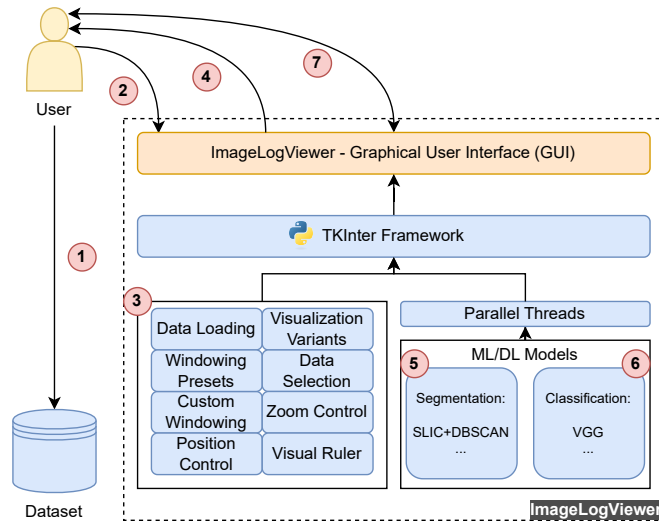 User
1
2
4
7
ImageLogViewer - Graphical User Interface (GUI)
TKInter Framework
3
Data Loading
Visualization
Variants
Windowing
Presets
Data
Selection
Custom
Windowing
Zoom Control
Position
Control
Visual Ruler
Parallel Threads
ML/DL Models
5
Segmentation:
SLIC+DBSCAN
...
6
Classification:
VGG
...
Dataset
ImageLogViewer